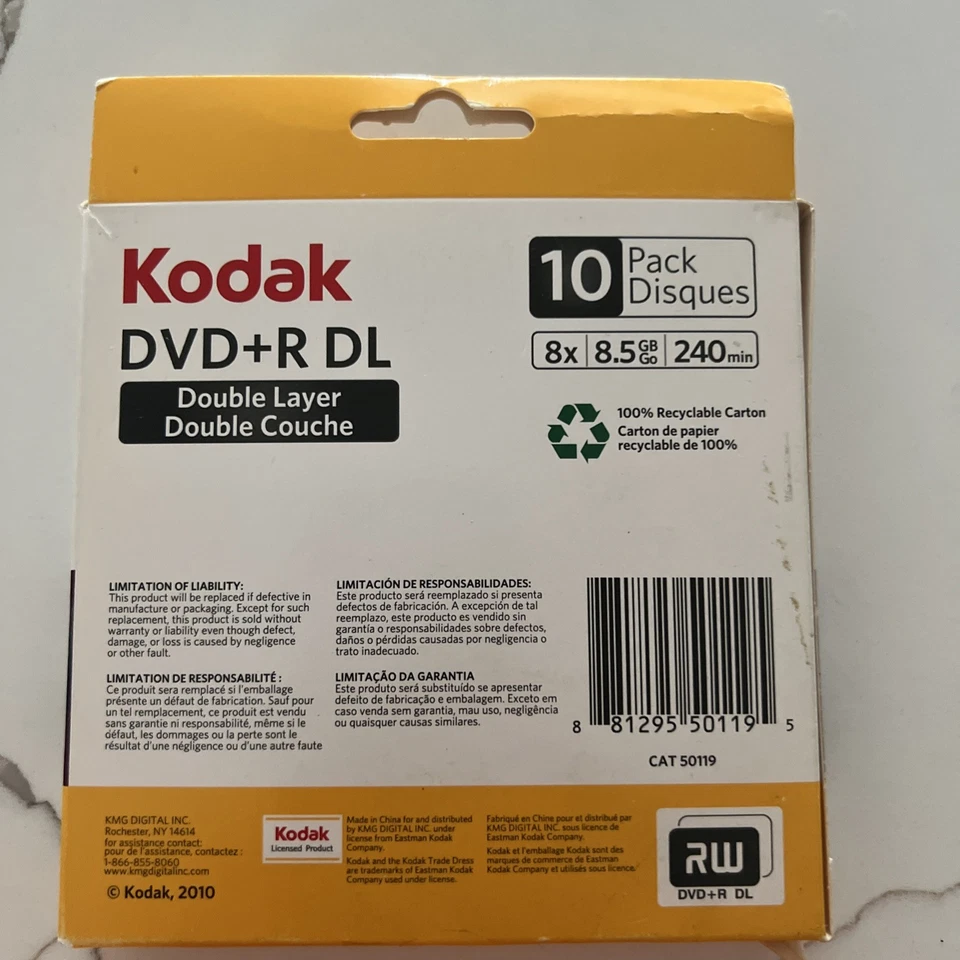 Kodak
DVD+R DL
Double Layer
Double Couche
10 Pack
Disques
8x 8.5 GB Go 240 min
100% Recyclable Carton
Carton de papier
recyclable de 100%
LIMITATION OF LIABILITY:
This product will be replaced if defective in
manufacture or packaging. Except for such
replacement, this product is sold without
warranty or liability even though defect,
damage, or loss is caused by negligence
or other fault.
LIMITATION DE RESPONSABILITÉ :
Ce produit sera remplacé si l'emballage
présente un défaut de fabrication. Sauf pour
un tel remplacement, ce produit est vendu
sans garantie ni responsabilité, même si le
défaut, les dommages ou la perte sont le
résultat d'une négligence ou d'une autre faute
LIMITACIÓN DE RESPONSABILIDADES:
Este producto será reemplazado si presenta
defectos de fabricación. A excepción de tal
reemplazo, este producto es vendido sin
garantía o responsabilidades sobre defectos,
daños o pérdidas causadas por negligencia o
trato inadecuado.
LIMITAÇÃO DA GARANTIA
Este produto será substituído se apresentar
defeito de fabricação e embalagem. Exceto em
caso venda sem garantia, mau uso, negligência
ou quaisquer causas similares.
8 81295 50119 5
CAT 50119
KMG DIGITAL INC.
Rochester, NY 14614
for assistance contact:
pour de l'assistance, contactez :
1-866-855-8060
www.kmgdigitalinc.com
© Kodak, 2010
Kodak
Licensed Product
Made in China for and distributed
by KMG DIGITAL INC. under
license from Eastman Kodak
Company.
Kodak and the Kodak Trade Dress
are trademarks of Eastman Kodak
Company used under license.
Fabriqué en Chine pour et distribué par
KMG DIGITAL INC. sous licence de
Eastman Kodak Company.
Kodak et l'emballage Kodak sont des
marques de commerce de Eastman
Kodak Company et utilisés sous licence.
RW
DVD+R DL